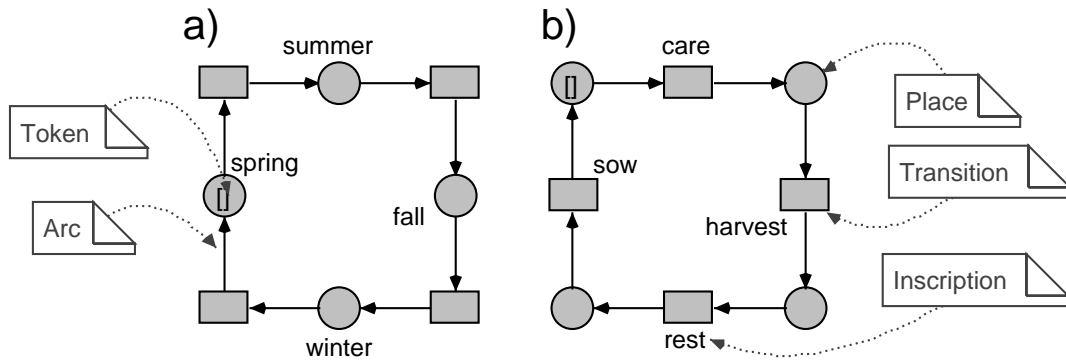 a)
summer
Token
spring
[]
Arc
fall
winter
b)
care
[]
Place
sow
Transition
harvest
Inscription
rest